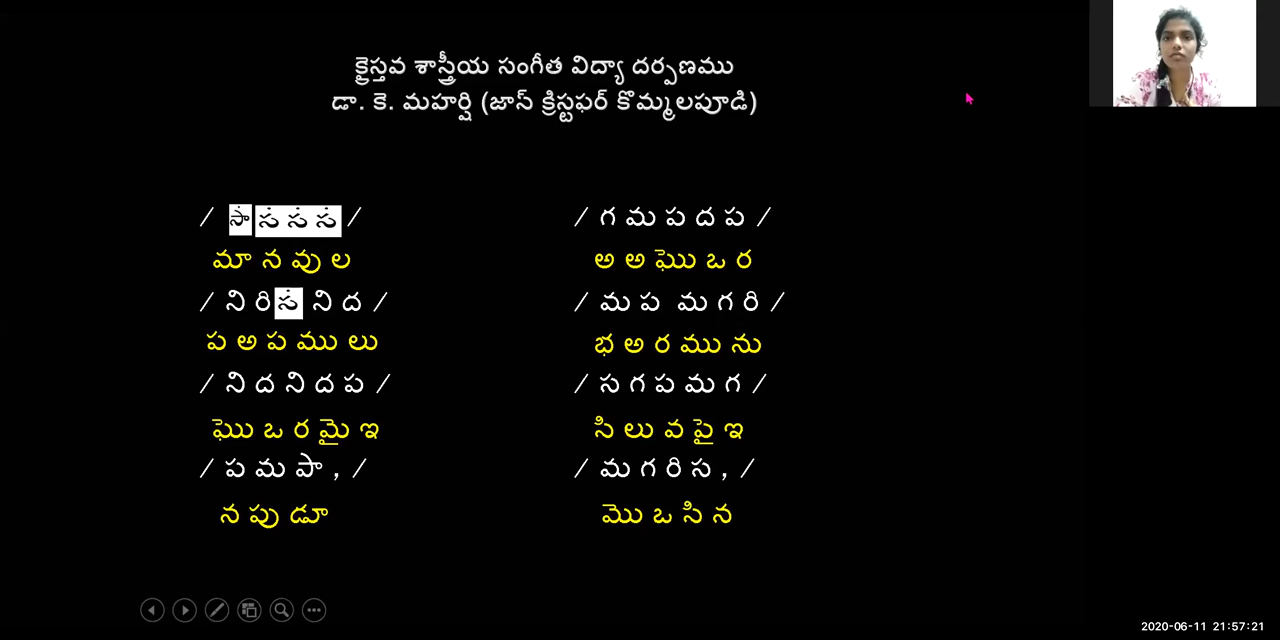 క్రైస్తవ శాస్త్రీయ సంగీత విద్యా దర్పణము
డా. కె. మహర్షి (జాస్ క్రిస్టఫర్ కొమ్మలపూడి)
/ సాం సం సం సం /
మా న వు ల
/ ని రి సం ని ద /
ప అ ప ము లు
/ ని ద ని ద ప /
ఘొ ఒ ర మై ఇ
/ ప మ పా , /
న పు డూ
/ గ మ ప ద ప /
అ అ ఘొ ఒ ర
/ మ ప మ గ రి /
భ అ ర ము ను
/ స గ ప మ గ /
సి లు వ పై ఇ
/ మ గ రి స , /
మొ ఒ సి న
2020-06-11 21:57:21